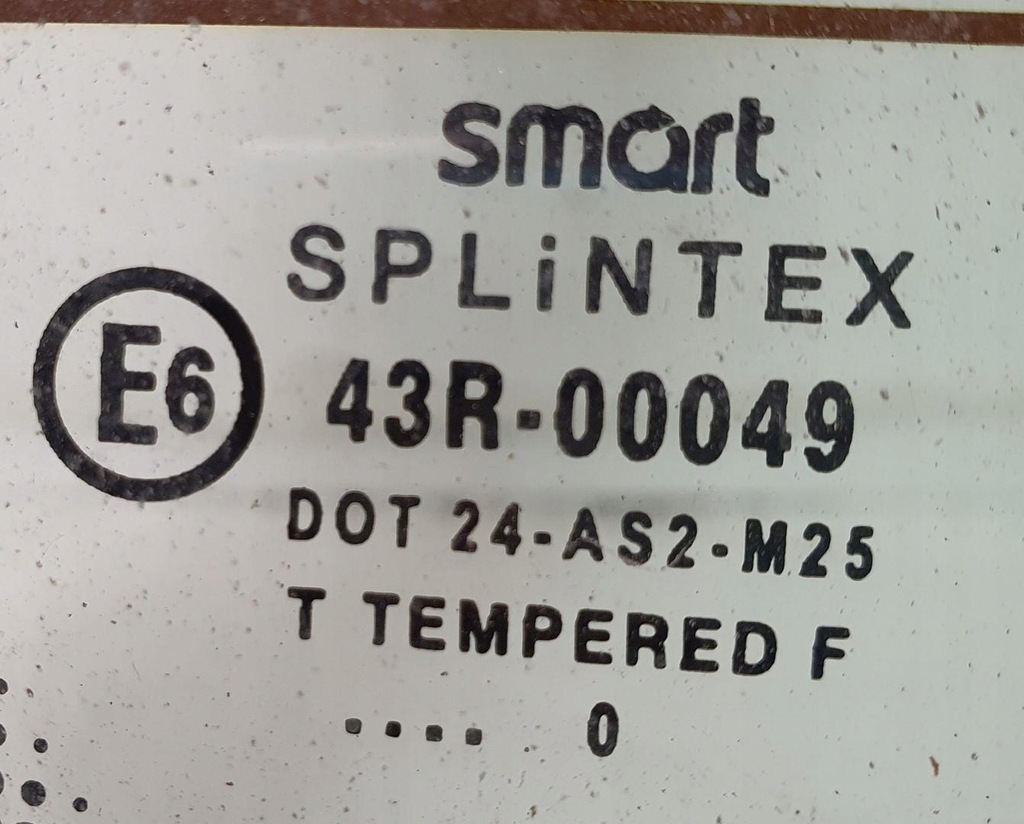 smart
SPLiNTEX
E6
43R-00049
DOT 24-AS2-M25
T TEMPERED F
.... 0